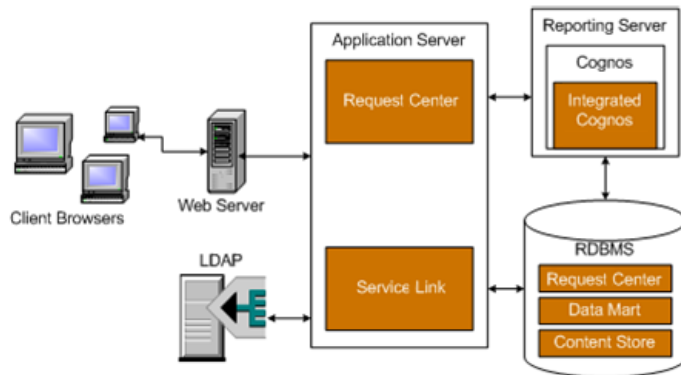 Application Server
Request Center
Service Link
Reporting Server
Cognos
Integrated
Cognos
Client Browsers
Web Server
LDAP
RDBMS
Request Center
Data Mart
Content Store